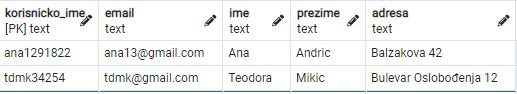 korisnicko_ime email ime prezime adresa
[PK] text text text text text
ana1291822 ana13@gmail.com Ana Andric Balzakova 42
tdmk34254 tdmk@gmail.com Teodora Mikic Bulevar Oslobođenja 12